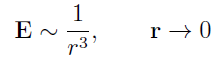 E ∼ 1/r³, r → 0